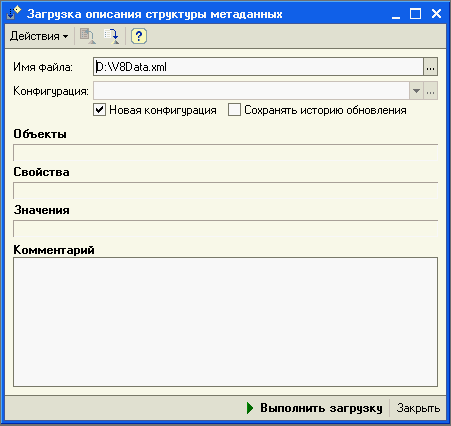 Загрузка описания структуры метаданных
Действия
Имя файла: D:\V8Data.xml ...
Конфигурация: ...
Новая конфигурация Сохранять историю обновления
Объекты
Свойства
Значения
Комментарий
Выполнить загрузку Закрыть